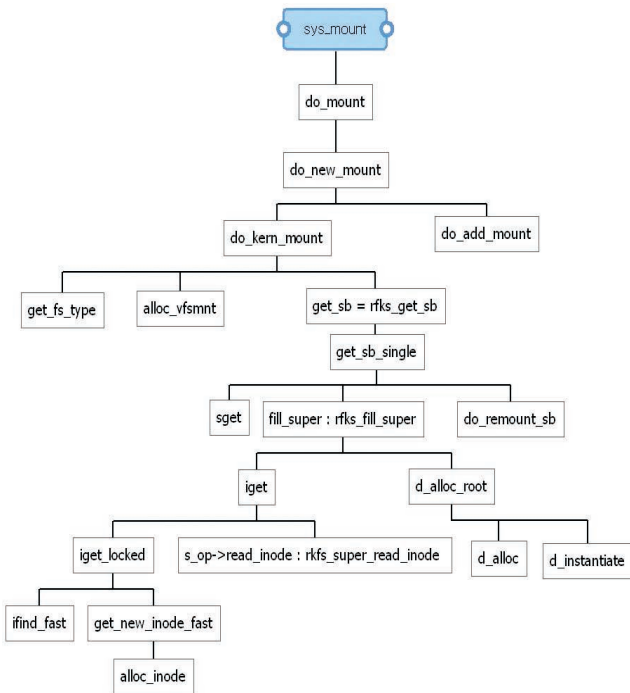 sys_mount
do_mount
do_new_mount
do_kern_mount
do_add_mount
get_fs_type
alloc_vfsmnt
get_sb = rfks_get_sb
get_sb_single
sget
fill_super : rfks_fill_super
do_remount_sb
iget
d_alloc_root
iget_locked
s_op->read_inode : rkfs_super_read_inode
d_alloc
d_instantiate
ifind_fast
get_new_inode_fast
alloc_inode